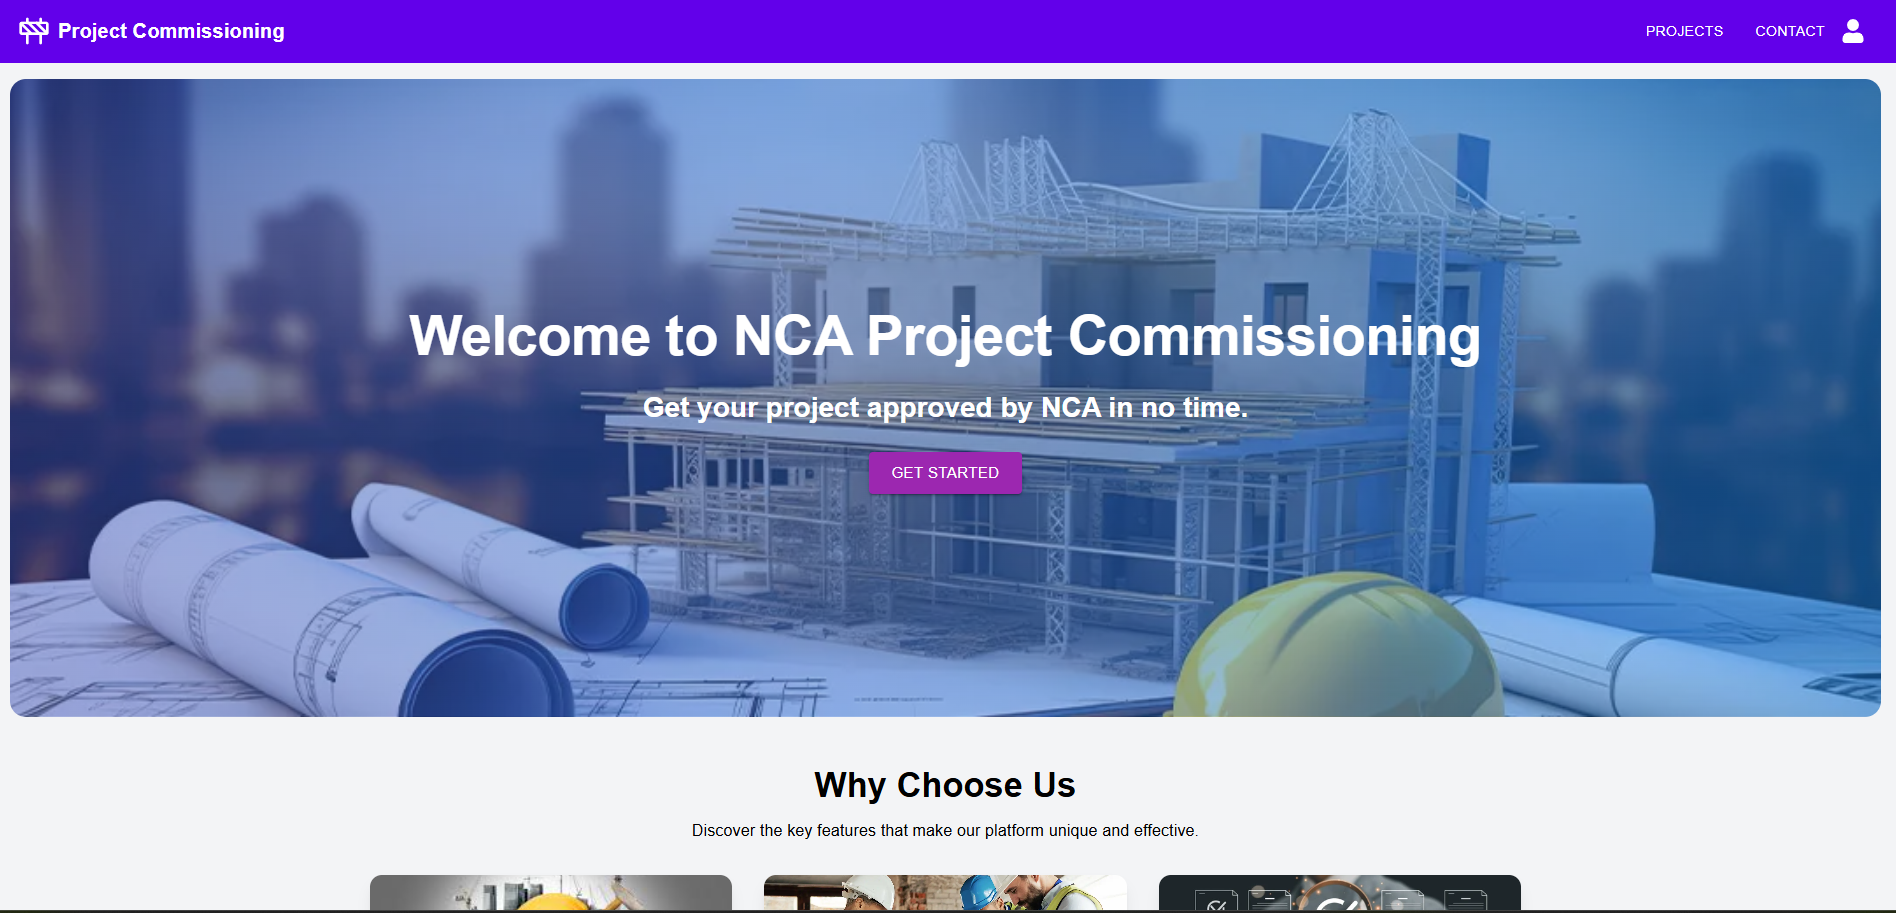 Project Commissioning
PROJECTS
CONTACT
Welcome to NCA Project Commissioning
Get your project approved by NCA in no time.
GET STARTED
Why Choose Us
Discover the key features that make our platform unique and effective.